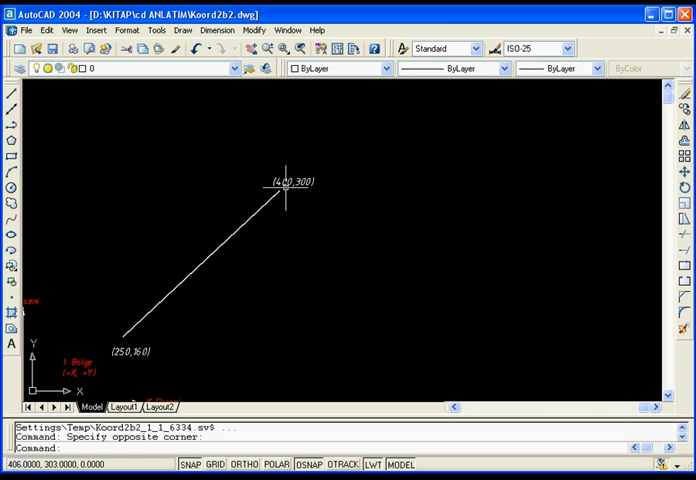 AutoCAD 2004 - [D:\KITAP\cd ANLATIM\Koord2b2.dwg]
File Edit View Insert Format Tools Draw Dimension Modify Window Help
Standard ISO-25
0 ByLayer ByLayer ByLayer ByColor
(400,300)
seni
(250,160)
Y
I. Bölge
(+X, +Y)
X
Model Layout1 Layout2
Settings\Temp\Koord2b2_1_1_6334.sv$ ...
Command: Specify opposite corner:
Command:
406.0000, 303.0000, 0.0000 SNAP GRID ORTHO POLAR OSNAP OTRACK LWT MODEL